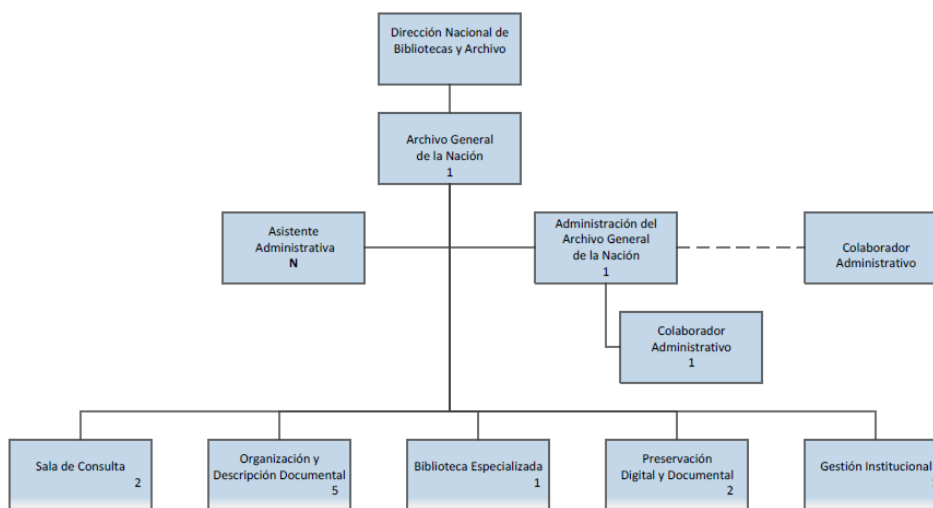 Dirección Nacional de
Bibliotecas y Archivo
Archivo General
de la Nación
1
Asistente
Administrativa
N
Administración del
Archivo General
de la Nación
1
Colaborador
Administrativo
Colaborador
Administrativo
1
Sala de Consulta
2
Organización y
Descripción Documental
5
Biblioteca Especializada
1
Preservación
Digital y Documental
2
Gestión Institucional